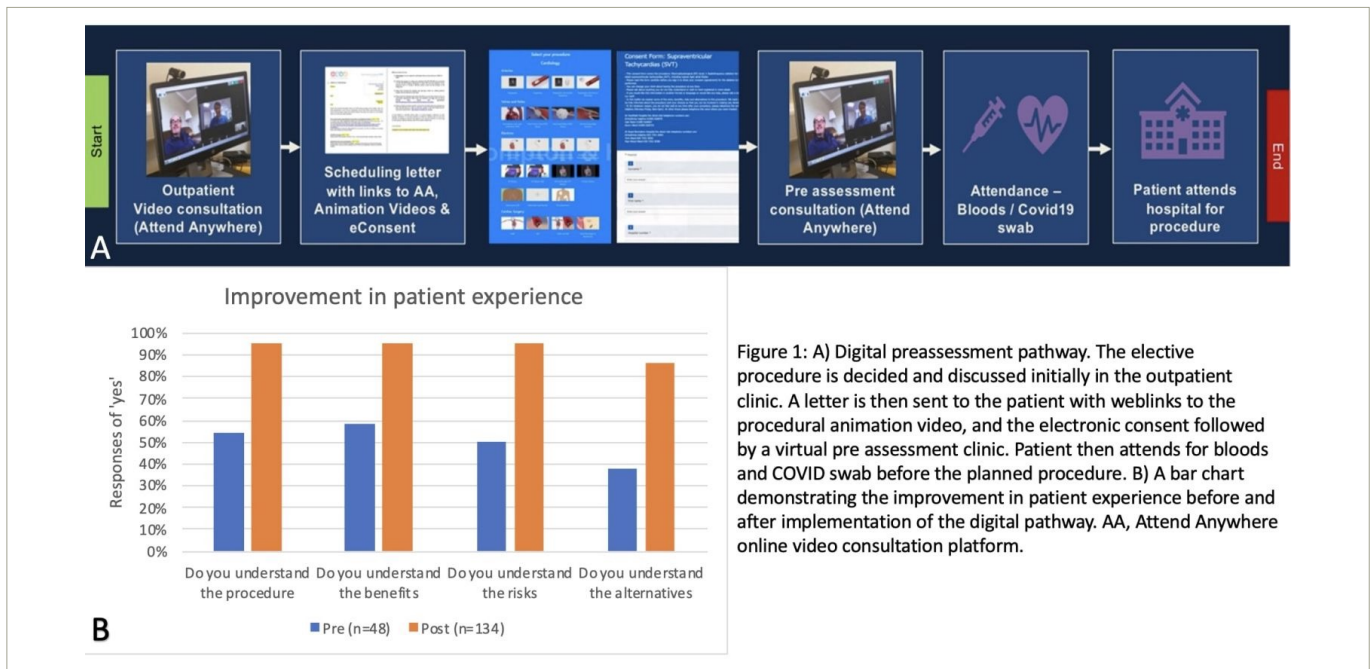 Start
Outpatient
Video consultation
(Attend Anywhere)
Scheduling letter
with links to AA,
Animation Videos &
eConsent
Select your procedure
Cardiology
Consent Form: Supraventricular
Tachycardias (SVT)
Pre assessment
consultation (Attend
Anywhere)
Attendance –
Bloods / Covid19
swab
Patient attends
hospital for
procedure
End
A
Improvement in patient experience
Responses of 'yes'
100%
90%
80%
70%
60%
50%
40%
30%
20%
10%
0%
Do you understand
the procedure
Do you understand
the benefits
Do you understand
the risks
Do you understand
the alternatives
Pre (n=48)
Post (n=134)
B
Figure 1: A) Digital preassessment pathway. The elective
procedure is decided and discussed initially in the outpatient
clinic. A letter is then sent to the patient with weblinks to the
procedural animation video, and the electronic consent followed
by a virtual pre assessment clinic. Patient then attends for bloods
and COVID swab before the planned procedure. B) A bar chart
demonstrating the improvement in patient experience before and
after implementation of the digital pathway. AA, Attend Anywhere
online video consultation platform.